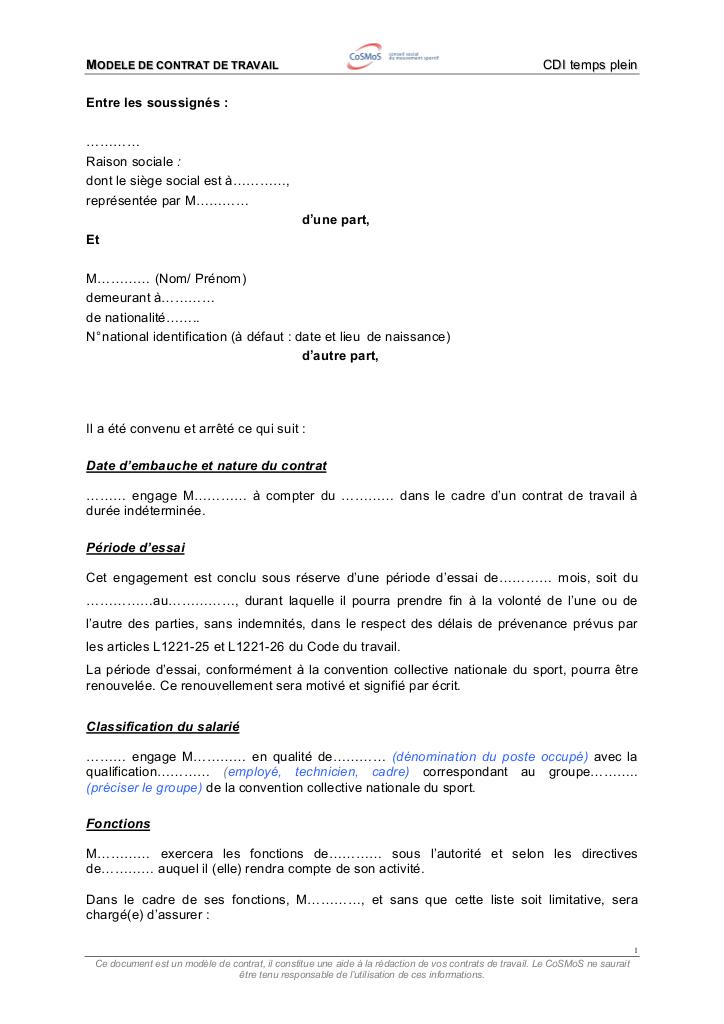 MODELE DE CONTRAT DE TRAVAIL
CoSMoS conseil social
du mouvement sportif
CDI temps plein
Entre les soussignés :
…………
Raison sociale :
dont le siège social est à…………,
représentée par M…………
d’une part,
Et
M………… (Nom/ Prénom)
demeurant à…………
de nationalité……..
N°national identification (à défaut : date et lieu de naissance)
d’autre part,
Il a été convenu et arrêté ce qui suit :
Date d’embauche et nature du contrat
……… engage M………… à compter du ………… dans le cadre d’un contrat de travail à
durée indéterminée.
Période d’essai
Cet engagement est conclu sous réserve d’une période d’essai de………… mois, soit du
……………au……………, durant laquelle il pourra prendre fin à la volonté de l’une ou de
l’autre des parties, sans indemnités, dans le respect des délais de prévenance prévus par
les articles L1221-25 et L1221-26 du Code du travail.
La période d’essai, conformément à la convention collective nationale du sport, pourra être
renouvelée. Ce renouvellement sera motivé et signifié par écrit.
Classification du salarié
……… engage M………… en qualité de………… (dénomination du poste occupé) avec la
qualification………… (employé, technicien, cadre) correspondant au groupe………..
(préciser le groupe) de la convention collective nationale du sport.
Fonctions
M………… exercera les fonctions de………… sous l’autorité et selon les directives
de………… auquel il (elle) rendra compte de son activité.
Dans le cadre de ses fonctions, M…………, et sans que cette liste soit limitative, sera
chargé(e) d’assurer :
1
Ce document est un modèle de contrat, il constitue une aide à la rédaction de vos contrats de travail. Le CoSMoS ne saurait
être tenu responsable de l’utilisation de ces informations.